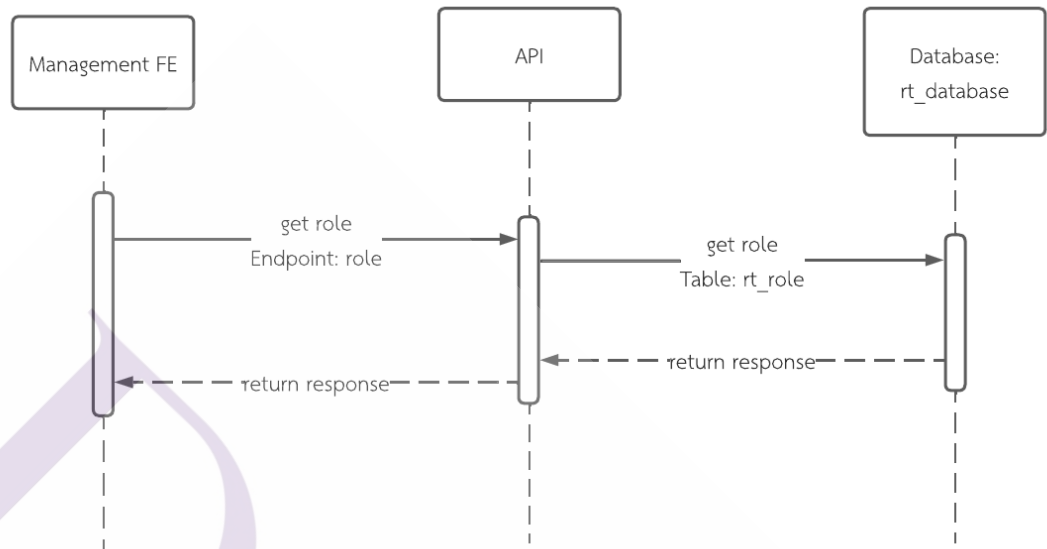 Management FE
API
Database:
rt_database
get role
Endpoint: role
get role
Table: rt_role
return response
return response